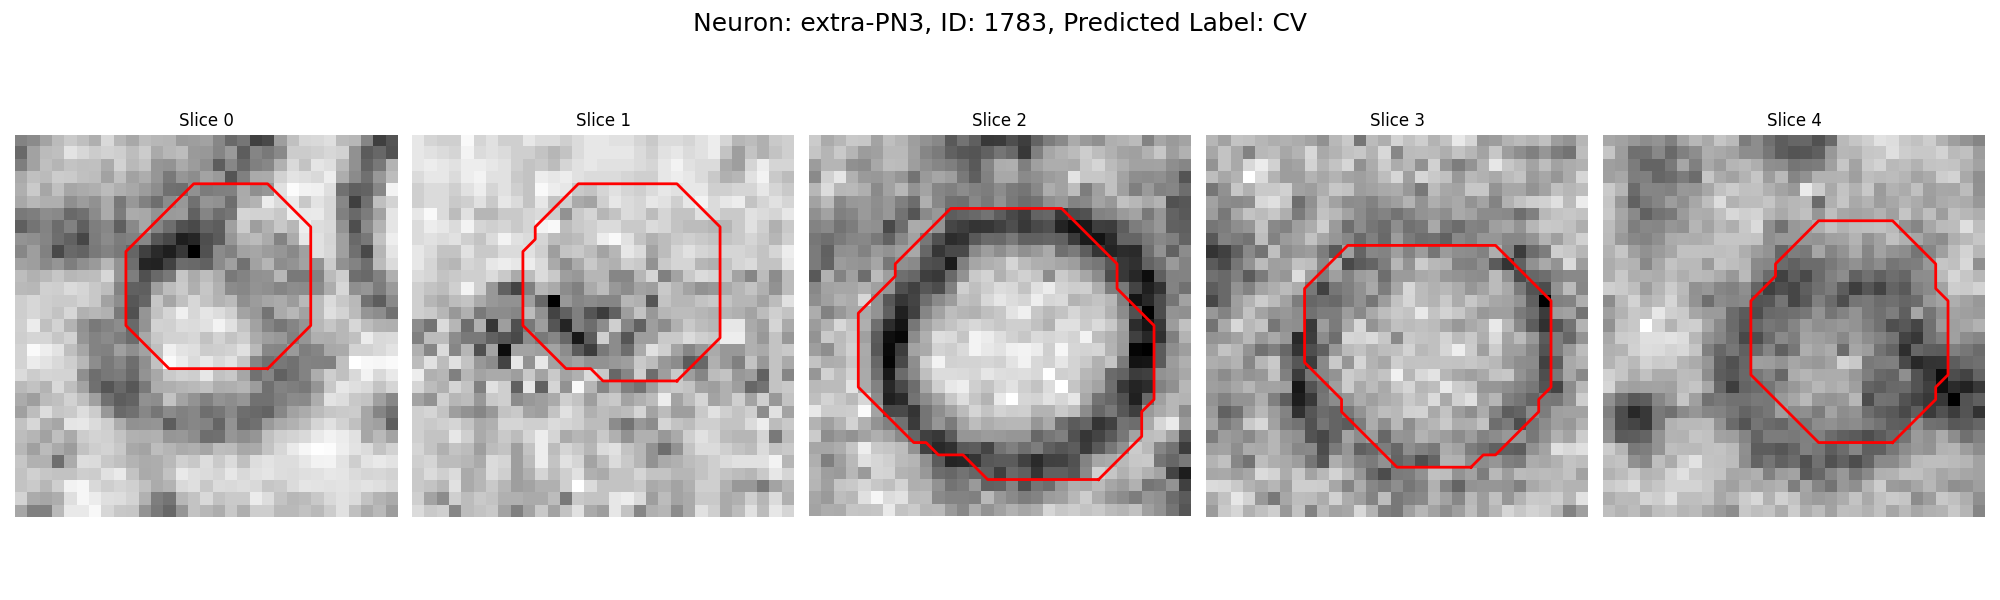 Neuron: extra-PN3, ID: 1783, Predicted Label: CV
Slice 0
Slice 1
Slice 2
Slice 3
Slice 4